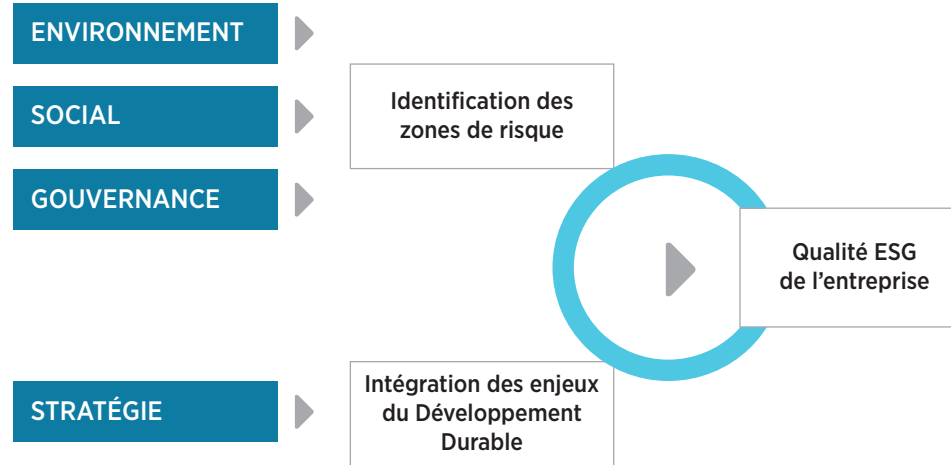 ENVIRONNEMENT
SOCIAL
GOUVERNANCE
Identification des
zones de risque
Qualité ESG
de l’entreprise
STRATÉGIE
Intégration des enjeux
du Développement
Durable